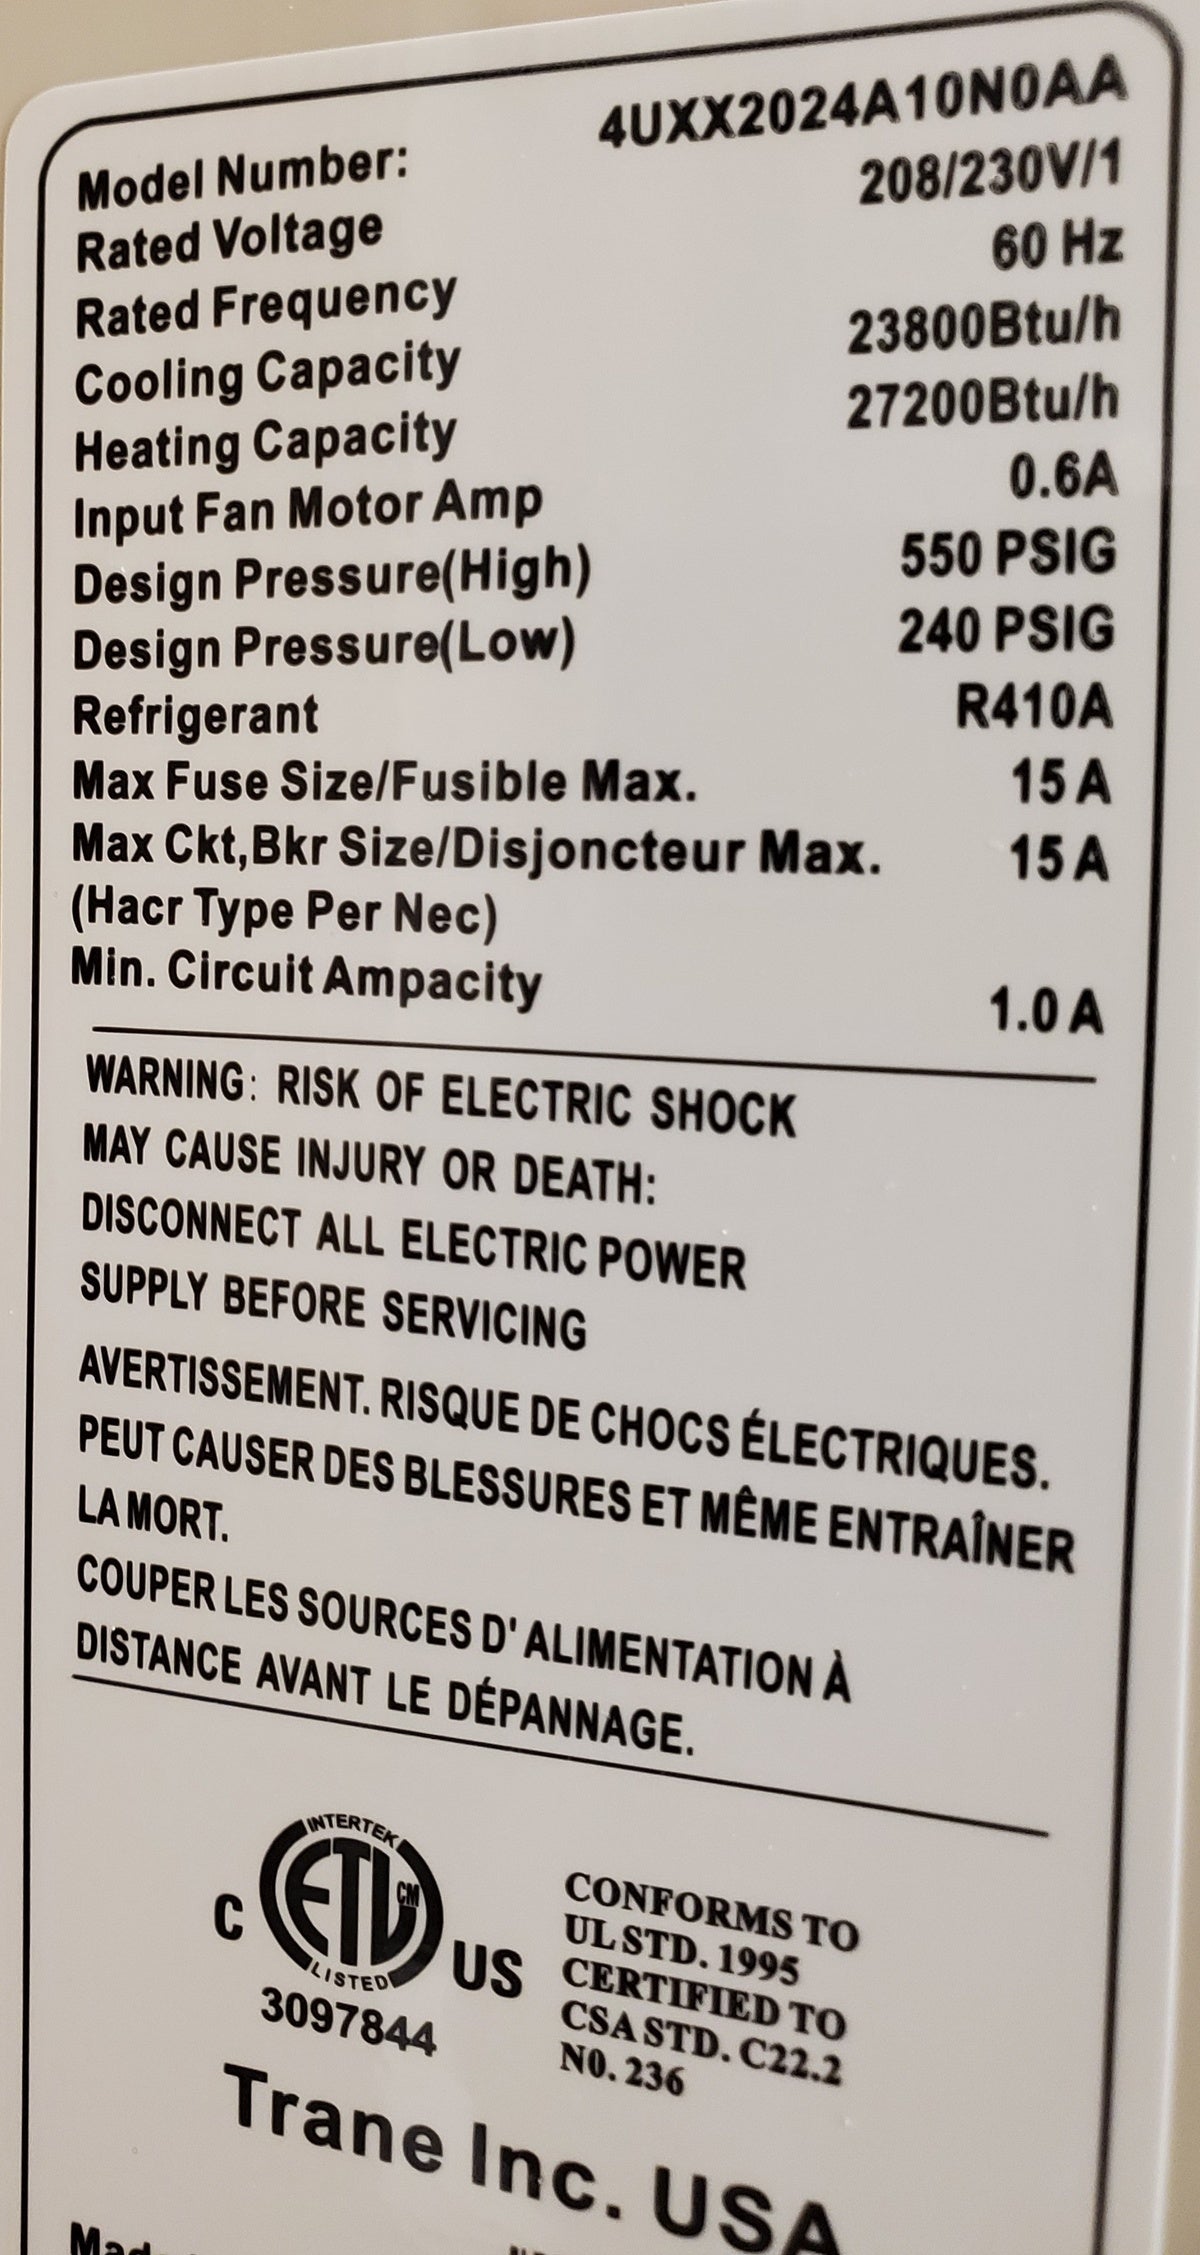 Model Number: 4UXX2024A10N0AA
Rated Voltage 208/230V/1
Rated Frequency 60 Hz
Cooling Capacity 23800Btu/h
Heating Capacity 27200Btu/h
Input Fan Motor Amp 0.6A
Design Pressure(High) 550 PSIG
Design Pressure(Low) 240 PSIG
Refrigerant R410A
Max Fuse Size/Fusible Max. 15 A
Max Ckt,Bkr Size/Disjoncteur Max. 15 A
(Hacr Type Per Nec)
Min. Circuit Ampacity 1.0 A
WARNING: RISK OF ELECTRIC SHOCK
MAY CAUSE INJURY OR DEATH:
DISCONNECT ALL ELECTRIC POWER
SUPPLY BEFORE SERVICING
AVERTISSEMENT. RISQUE DE CHOCS ÉLECTRIQUES.
PEUT CAUSER DES BLESSURES ET MÊME ENTRAÎNER
LA MORT.
COUPER LES SOURCES D' ALIMENTATION À
DISTANCE AVANT LE DÉPANNAGE.
INTERTEK
C ETL CM US
LISTED
3097844
CONFORMS TO
UL STD. 1995
CERTIFIED TO
CSA STD. C22.2
N0. 236
Trane Inc. USA